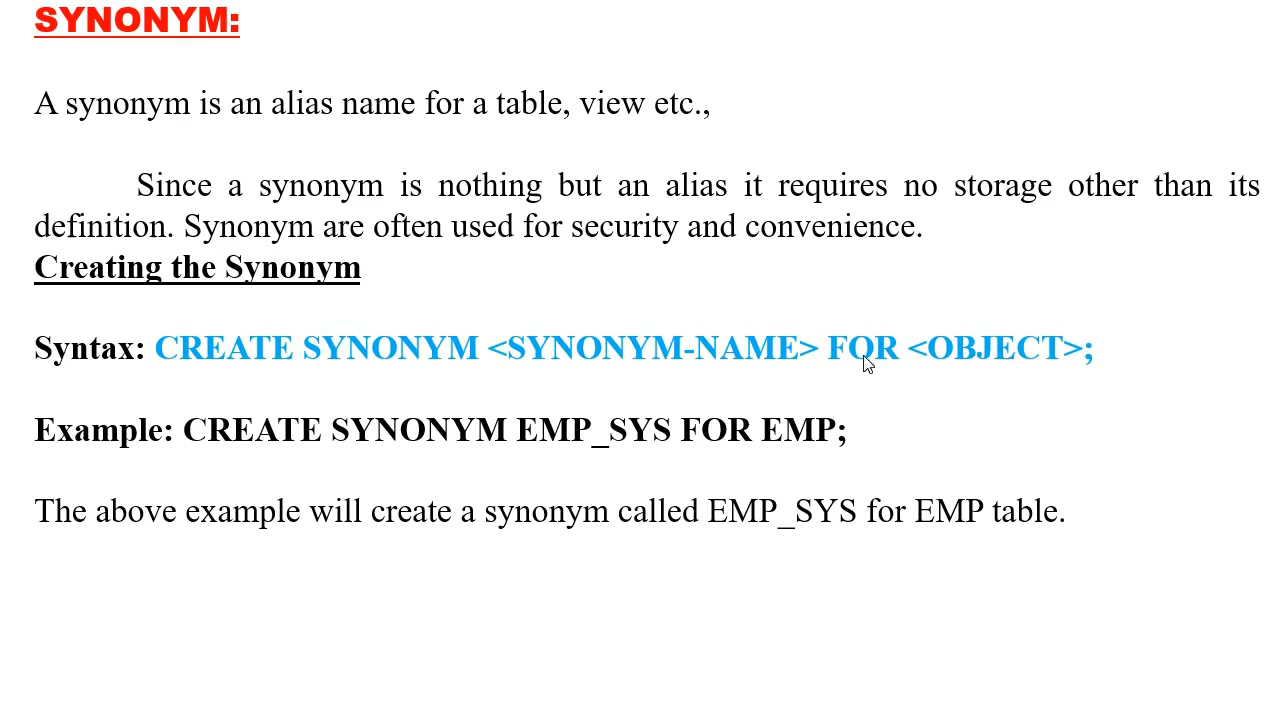 SYNONYM:
A synonym is an alias name for a table, view etc.,
Since a synonym is nothing but an alias it requires no storage other than its
definition. Synonym are often used for security and convenience.
Creating the Synonym
Syntax: CREATE SYNONYM <SYNONYM-NAME> FOR <OBJECT>;
Example: CREATE SYNONYM EMP_SYS FOR EMP;
The above example will create a synonym called EMP_SYS for EMP table.